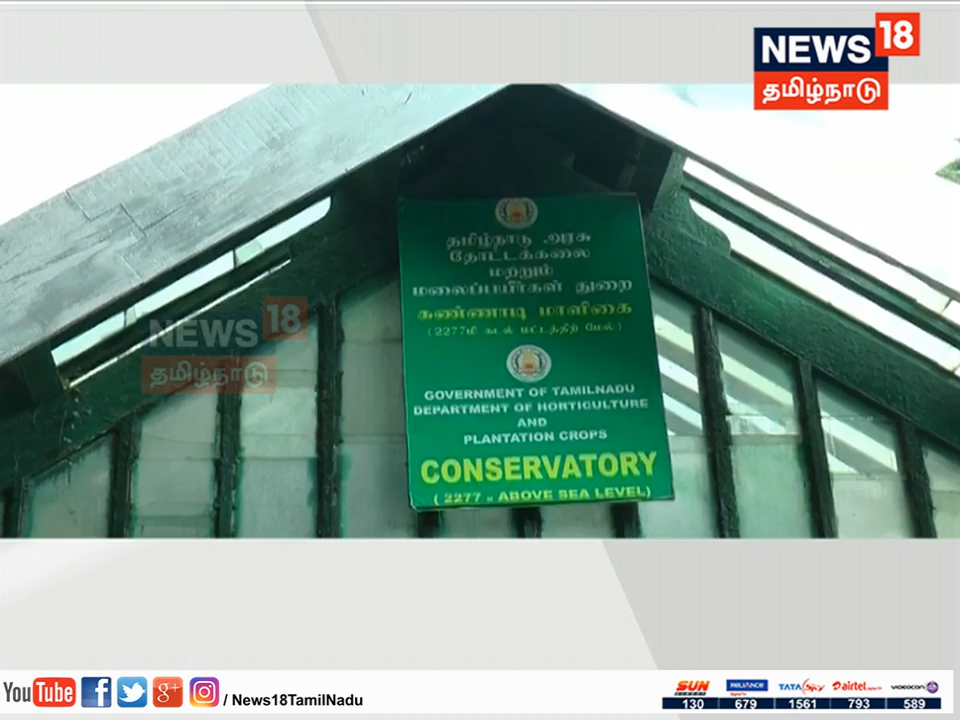 NEWS 18
தமிழ்நாடு
தமிழ்நாடு அரசு
தோட்டக்கலை
மற்றும்
மலைப்பயிர்கள் துறை
கண்ணாடி மாளிகை
(2277மீ கடல் மட்டத்திற் மேல்)
NEWS 18
தமிழ்நாடு
GOVERNMENT OF TAMILNADU
DEPARTMENT OF HORTICULTURE
AND
PLANTATION CROPS
CONSERVATORY
( 2277 M ABOVE SEA LEVEL)
YouTube f g+ / News18TamilNadu
SUN RELIANCE TATA Sky airtel VIDEOCON
130 679 1561 793 589